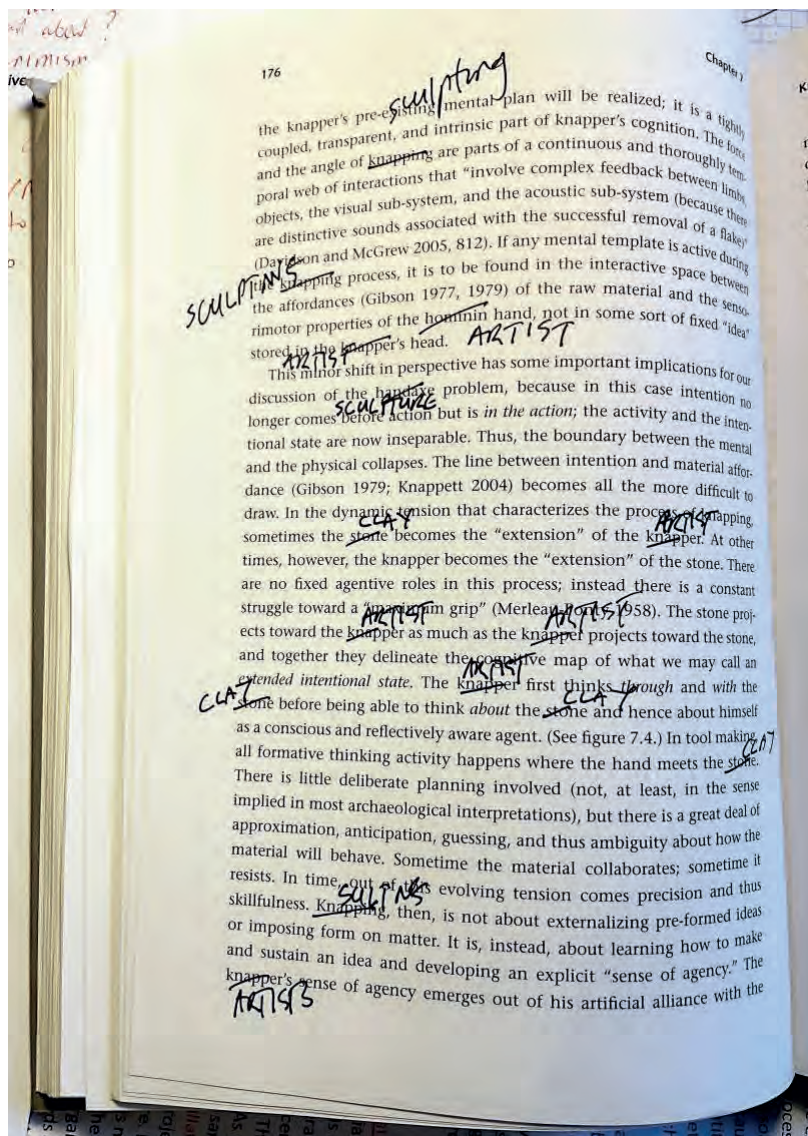 about ?
176
Chapter 7
sculpting
the knapper's pre-existing mental plan will be realized; it is a tightly
coupled, transparent, and intrinsic part of knapper's cognition. The force
and the angle of knapping are parts of a continuous and thoroughly tem-
poral web of interactions that "involve complex feedback between limbs,
objects, the visual sub-system, and the acoustic sub-system (because there
are distinctive sounds associated with the successful removal of a flake)"
(Davidson and McGrew 2005, 812). If any mental template is active during
SCULPTING
knapping process, it is to be found in the interactive space between
the affordances (Gibson 1977, 1979) of the raw material and the senso-
rimotor properties of the hominin hand, not in some sort of fixed "idea"
ARTIST
stored in the knapper's head.
ARTIST
This minor shift in perspective has some important implications for our
discussion of the handaxe problem, because in this case intention no
SCULPTURE
longer comes before action but is in the action; the activity and the inten-
tional state are now inseparable. Thus, the boundary between the mental
and the physical collapses. The line between intention and material affor-
dance (Gibson 1979; Knappett 2004) becomes all the more difficult to
draw. In the dynamic tension that characterizes the process of knapping,
CLAY ARTIST
sometimes the stone becomes the "extension" of the knapper. At other
times, however, the knapper becomes the "extension" of the stone. There
are no fixed agentive roles in this process; instead there is a constant
struggle toward a "maximum grip" (Merleau-Ponty 1958). The stone proj-
ARTIST ARTIST
ects toward the knapper as much as the knapper projects toward the stone,
and together they delineate the cognitive map of what we may call an
ARTIST
extended intentional state. The knapper first thinks through and with the
CLAY CLAY
stone before being able to think about the stone and hence about himself
as a conscious and reflectively aware agent. (See figure 7.4.) In tool making,
CLAY
all formative thinking activity happens where the hand meets the stone.
There is little deliberate planning involved (not, at least, in the sense
implied in most archaeological interpretations), but there is a great deal of
approximation, anticipation, guessing, and thus ambiguity about how the
material will behave. Sometime the material collaborates; sometime it
resists. In time, out of this evolving tension comes precision and thus
skillfulness. Knapping, then, is not about externalizing pre-formed ideas
or imposing form on matter. It is, instead, about learning how to make
and sustain an idea and developing an explicit "sense of agency." The
knapper's sense of agency emerges out of his artificial alliance with the
ARTISTS